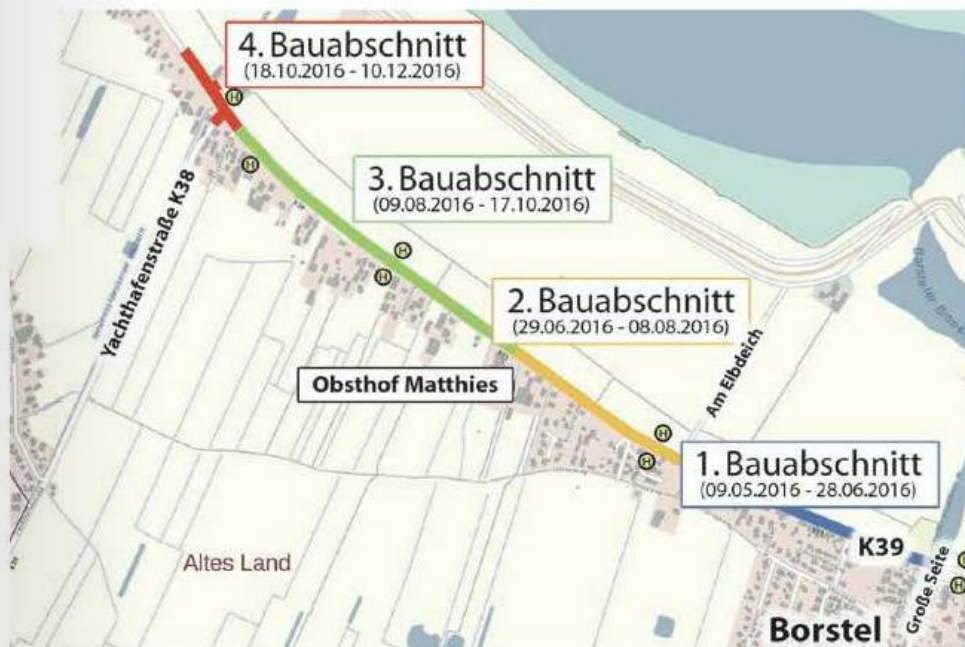 4. Bauabschnitt
(18.10.2016 - 10.12.2016)
H
H
3. Bauabschnitt
(09.08.2016 - 17.10.2016)
Yachthafenstraße K38
H
H
2. Bauabschnitt
(29.06.2016 - 08.08.2016)
Obsthof Matthies
Am Elbdeich
H
H
1. Bauabschnitt
(09.05.2016 - 28.06.2016)
K39
Große Seite
H
H
Altes Land
Borstel